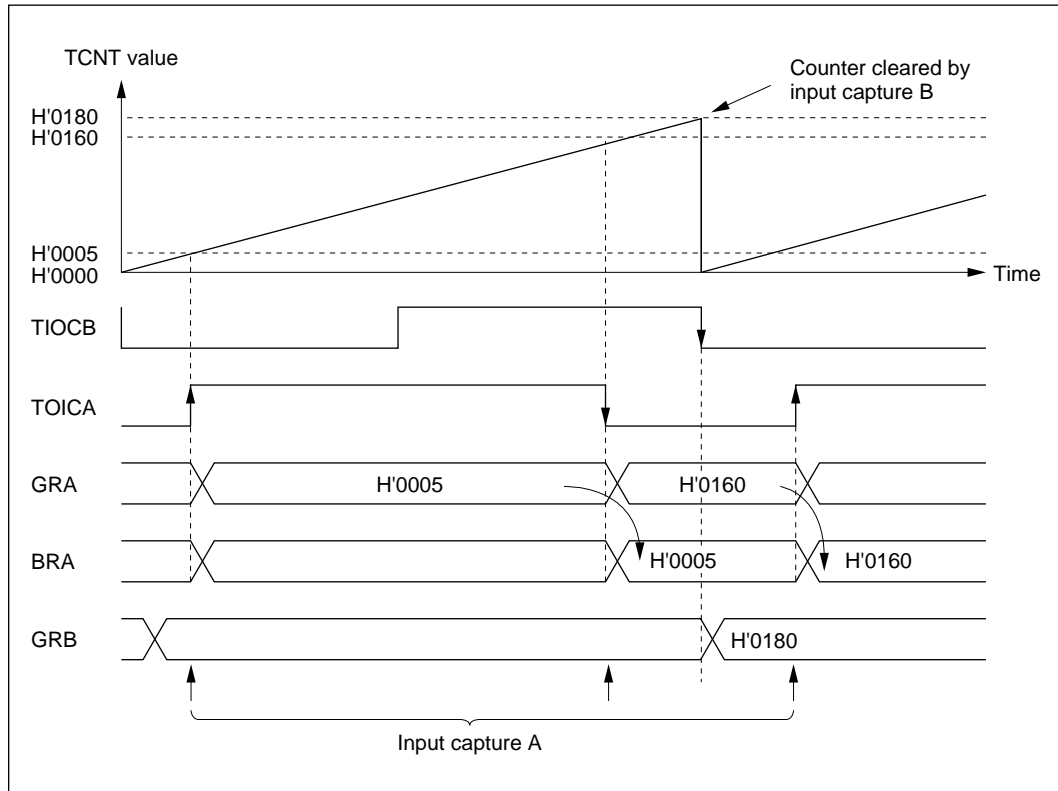 TCNT value
Counter cleared by
input capture B
H'0180
H'0160
H'0005
H'0000
Time
TIOCB
TOICA
GRA
H'0005
H'0160
BRA
H'0005
H'0160
GRB
H'0180
Input capture A